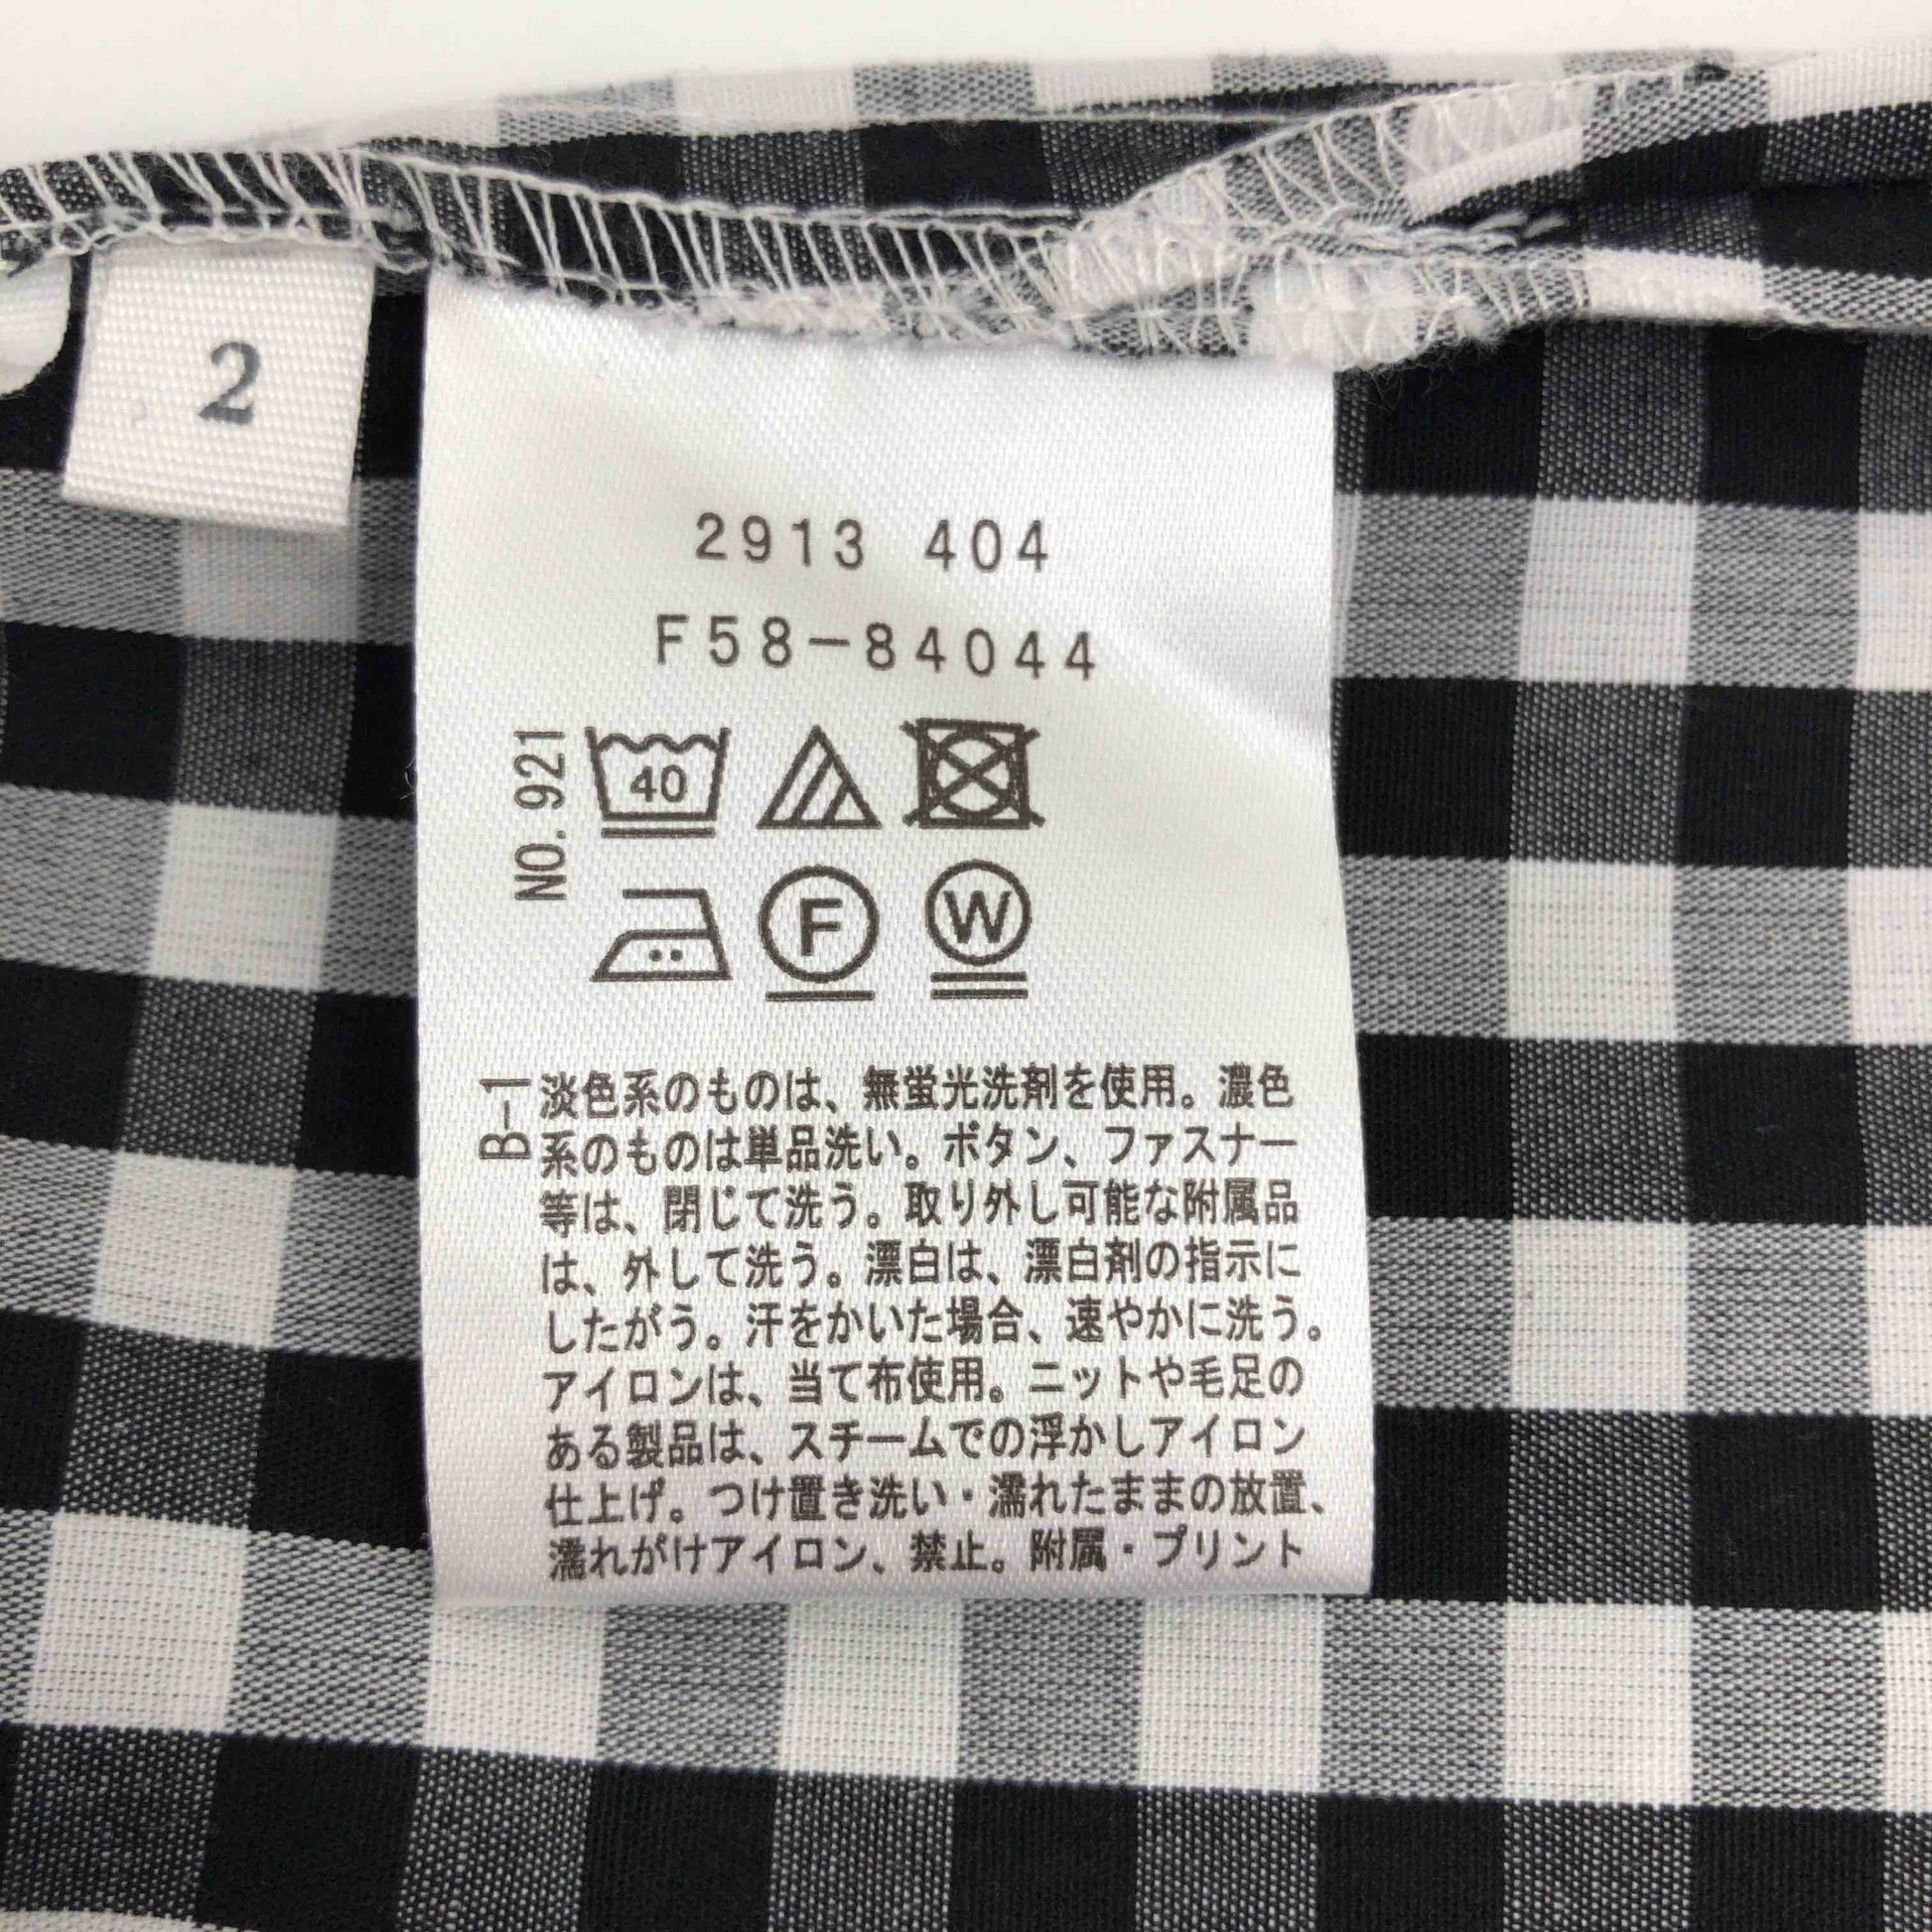 2
2913 404
F58-84044
NO. 921
40
F
W
B-1
淡色系のものは、無蛍光洗剤を使用。濃色
系のものは単品洗い。ボタン、ファスナー
等は、閉じて洗う。取り外し可能な附属品
は、外して洗う。漂白は、漂白剤の指示に
したがう。汗をかいた場合、速やかに洗う。
アイロンは、当て布使用。ニットや毛足の
ある製品は、スチームでの浮かしアイロン
仕上げ。つけ置き洗い・濡れたままの放置、
濡れがけアイロン、禁止。附属・プリント